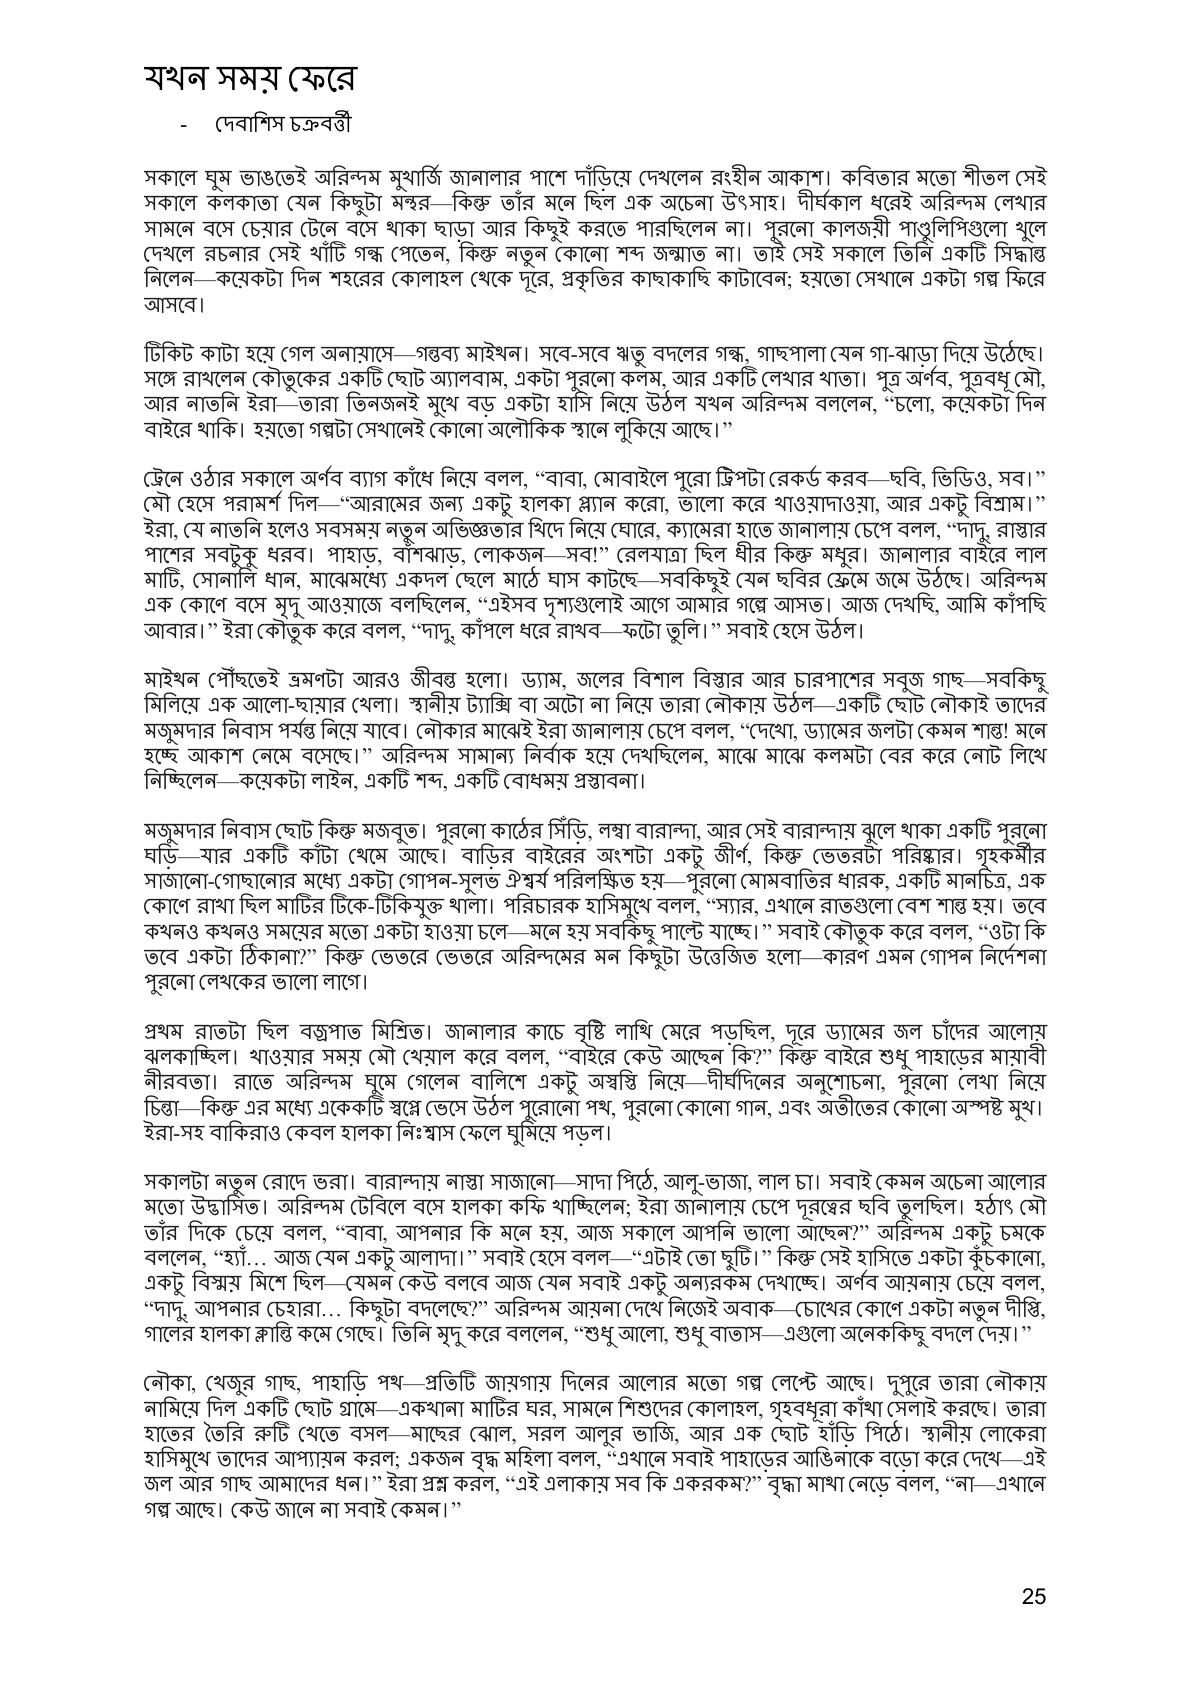 যখন সময় ফেরে
- দেবাশিস চক্রবর্ত্তী
সকালে ঘুম ভাঙতেই অরিন্দম মুখার্জি জানালার পাশে দাঁড়িয়ে দেখলেন রংহীন আকাশ। কবিতার মতো শীতল সেই
সকালে কলকাতা যেন কিছুটা মন্থর—কিন্তু তাঁর মনে ছিল এক অচেনা উৎসাহ। দীর্ঘকাল ধরেই অরিন্দম লেখার
সামনে বসে চেয়ার টেনে বসে থাকা ছাড়া আর কিছুই করতে পারছিলেন না। পুরনো কালজয়ী পাণ্ডুলিপিগুলো খুলে
দেখলে রচনার সেই খাঁটি গন্ধ পেতেন, কিন্তু নতুন কোনো শব্দ জন্মাত না। তাই সেই সকালে তিনি একটি সিদ্ধান্ত
নিলেন—কয়েকটা দিন শহরের কোলাহল থেকে দূরে, প্রকৃতির কাছাকাছি কাটাবেন; হয়তো সেখানে একটা গল্প ফিরে
আসবে।
টিকিট কাটা হয়ে গেল অনায়াসে—গন্তব্য মাইথন। সবে-সবে ঋতু বদলের গন্ধ, গাছপালা যেন গা-ঝাড়া দিয়ে উঠেছে।
সঙ্গে রাখলেন কৌতুকের একটি ছোট অ্যালবাম, একটা পুরনো কলম, আর একটি লেখার খাতা। পুত্র অর্ণব, পুত্রবধূ মৌ,
আর নাতনি ইরা—তারা তিনজনই মুখে বড় একটা হাসি নিয়ে উঠল যখন অরিন্দম বললেন, “চলো, কয়েকটা দিন
বাইরে থাকি। হয়তো গল্পটা সেখানেই কোনো অলৌকিক স্থানে লুকিয়ে আছে।”
ট্রেনে ওঠার সকালে অর্ণব ব্যাগ কাঁধে নিয়ে বলল, “বাবা, মোবাইলে পুরো ট্রিপটা রেকর্ড করব—ছবি, ভিডিও, সব।”
মৌ হেসে পরামর্শ দিল—“আরামের জন্য একটু হালকা প্ল্যান করো, ভালো করে খাওয়াদাওয়া, আর একটু বিশ্রাম।”
ইরা, যে নাতনি হলেও সবসময় নতুন অভিজ্ঞতার খিদে নিয়ে ঘোরে, ক্যামেরা হাতে জানালায় চেপে বলল, “দাদু, রাস্তার
পাশের সবটুকু ধরব। পাহাড়, বাঁশঝাড়, লোকজন—সব!” রেলযাত্রা ছিল ধীর কিন্তু মধুর। জানালার বাইরে লাল
মাটি, সোনালি ধান, মাঝেমধ্যে একদল ছেলে মাঠে ঘাস কাটছে—সবকিছুই যেন ছবির ফ্রেমে জমে উঠছে। অরিন্দম
এক কোণে বসে মৃদু আওয়াজে বলছিলেন, “এইসব দৃশ্যগুলোই আগে আমার গল্পে আসত। আজ দেখছি, আমি কাঁপছি
আবার।” ইরা কৌতুক করে বলল, “দাদু, কাঁপলে ধরে রাখব—ফটো তুলি।” সবাই হেসে উঠল।
মাইথন পৌঁছতেই ভ্রমণটা আরও জীবন্ত হলো। ড্যাম, জলের বিশাল বিস্তার আর চারপাশের সবুজ গাছ—সবকিছু
মিলিয়ে এক আলো-ছায়ার খেলা। স্থানীয় ট্যাক্সি বা অটো না নিয়ে তারা নৌকায় উঠল—একটি ছোট নৌকাই তাদের
মজুমদার নিবাস পর্যন্ত নিয়ে যাবে। নৌকার মাঝেই ইরা জানালায় চেপে বলল, “দেখো, ড্যামের জলটা কেমন শান্ত! মনে
হচ্ছে আকাশ নেমে বসেছে।” অরিন্দম সামান্য নির্বাক হয়ে দেখছিলেন, মাঝে মাঝে কলমটা বের করে নোট লিখে
নিচ্ছিলেন—কয়েকটা লাইন, একটি শব্দ, একটি বোধময় প্রস্তাবনা।
মজুমদার নিবাস ছোট কিন্তু মজবুত। পুরনো কাঠের সিঁড়ি, লম্বা বারান্দা, আর সেই বারান্দায় ঝুলে থাকা একটি পুরনো
ঘড়ি—যার একটি কাঁটা থেমে আছে। বাড়ির বাইরের অংশটা একটু জীর্ণ, কিন্তু ভেতরটা পরিষ্কার। গৃহকর্মীর
সাজানো-গোছানোর মধ্যে একটা গোপন-সুলভ ঐশ্বর্য পরিলক্ষিত হয়—পুরনো মোমবাতির ধারক, একটি মানচিত্র, এক
কোণে রাখা ছিল মাটির টিকে-টিকিযুক্ত থালা। পরিচারক হাসিমুখে বলল, “স্যার, এখানে রাতগুলো বেশ শান্ত হয়। তবে
কখনও কখনও সময়ের মতো একটা হাওয়া চলে—মনে হয় সবকিছু পাল্টে যাচ্ছে।” সবাই কৌতুক করে বলল, “ওটা কি
তবে একটা ঠিকানা?” কিন্তু ভেতরে ভেতরে অরিন্দমের মন কিছুটা উত্তেজিত হলো—কারণ এমন গোপন নির্দেশনা
পুরনো লেখকের ভালো লাগে।
প্রথম রাতটা ছিল বজ্রপাত মিশ্রিত। জানালার কাচে বৃষ্টি লাথি মেরে পড়ছিল, দূরে ড্যামের জল চাঁদের আলোয়
ঝলকাচ্ছিল। খাওয়ার সময় মৌ খেয়াল করে বলল, “বাইরে কেউ আছেন কি?” কিন্তু বাইরে শুধু পাহাড়ের মায়াবী
নীরবতা। রাতে অরিন্দম ঘুমে গেলেন বালিশে একটু অস্বস্তি নিয়ে—দীর্ঘদিনের অনুশোচনা, পুরনো লেখা নিয়ে
চিন্তা—কিন্তু এর মধ্যে একেকটি স্বপ্নে ভেসে উঠল পুরোনো পথ, পুরনো কোনো গান, এবং অতীতের কোনো অস্পষ্ট মুখ।
ইরা-সহ বাকিরাও কেবল হালকা নিঃশ্বাস ফেলে ঘুমিয়ে পড়ল।
সকালটা নতুন রোদে ভরা। বারান্দায় নাস্তা সাজানো—সাদা পিঠে, আলু-ভাজা, লাল চা। সবাই কেমন অচেনা আলোর
মতো উদ্ভাসিত। অরিন্দম টেবিলে বসে হালকা কফি খাচ্ছিলেন; ইরা জানালায় চেপে দূরত্বের ছবি তুলছিল। হঠাৎ মৌ
তাঁর দিকে চেয়ে বলল, “বাবা, আপনার কি মনে হয়, আজ সকালে আপনি ভালো আছেন?” অরিন্দম একটু চমকে
বললেন, “হ্যাঁ… আজ যেন একটু আলাদা।” সবাই হেসে বলল—“এটাই তো ছুটি।” কিন্তু সেই হাসিতে একটা কুঁচকানো,
একটু বিস্ময় মিশে ছিল—যেমন কেউ বলবে আজ যেন সবাই একটু অন্যরকম দেখাচ্ছে। অর্ণব আয়নায় চেয়ে বলল,
“দাদু, আপনার চেহারা… কিছুটা বদলেছে?” অরিন্দম আয়না দেখে নিজেই অবাক—চোখের কোণে একটা নতুন দীপ্তি,
গালের হালকা ক্লান্তি কমে গেছে। তিনি মৃদু করে বললেন, “শুধু আলো, শুধু বাতাস—এগুলো অনেককিছু বদলে দেয়।”
নৌকা, খেজুর গাছ, পাহাড়ি পথ—প্রতিটি জায়গায় দিনের আলোর মতো গল্প লেপ্টে আছে। দুপুরে তারা নৌকায়
নামিয়ে দিল একটি ছোট গ্রামে—একখানা মাটির ঘর, সামনে শিশুদের কোলাহল, গৃহবধূরা কাঁথা সেলাই করছে। তারা
হাতের তৈরি রুটি খেতে বসল—মাছের ঝোল, সরল আলুর ভাজি, আর এক ছোট হাঁড়ি পিঠে। স্থানীয় লোকেরা
হাসিমুখে তাদের আপ্যায়ন করল; একজন বৃদ্ধ মহিলা বলল, “এখানে সবাই পাহাড়ের আঙিনাকে বড়ো করে দেখে—এই
জল আর গাছ আমাদের ধন।” ইরা প্রশ্ন করল, “এই এলাকায় সব কি একরকম?” বৃদ্ধা মাথা নেড়ে বলল, “না—এখানে
গল্প আছে। কেউ জানে না সবাই কেমন।”
25